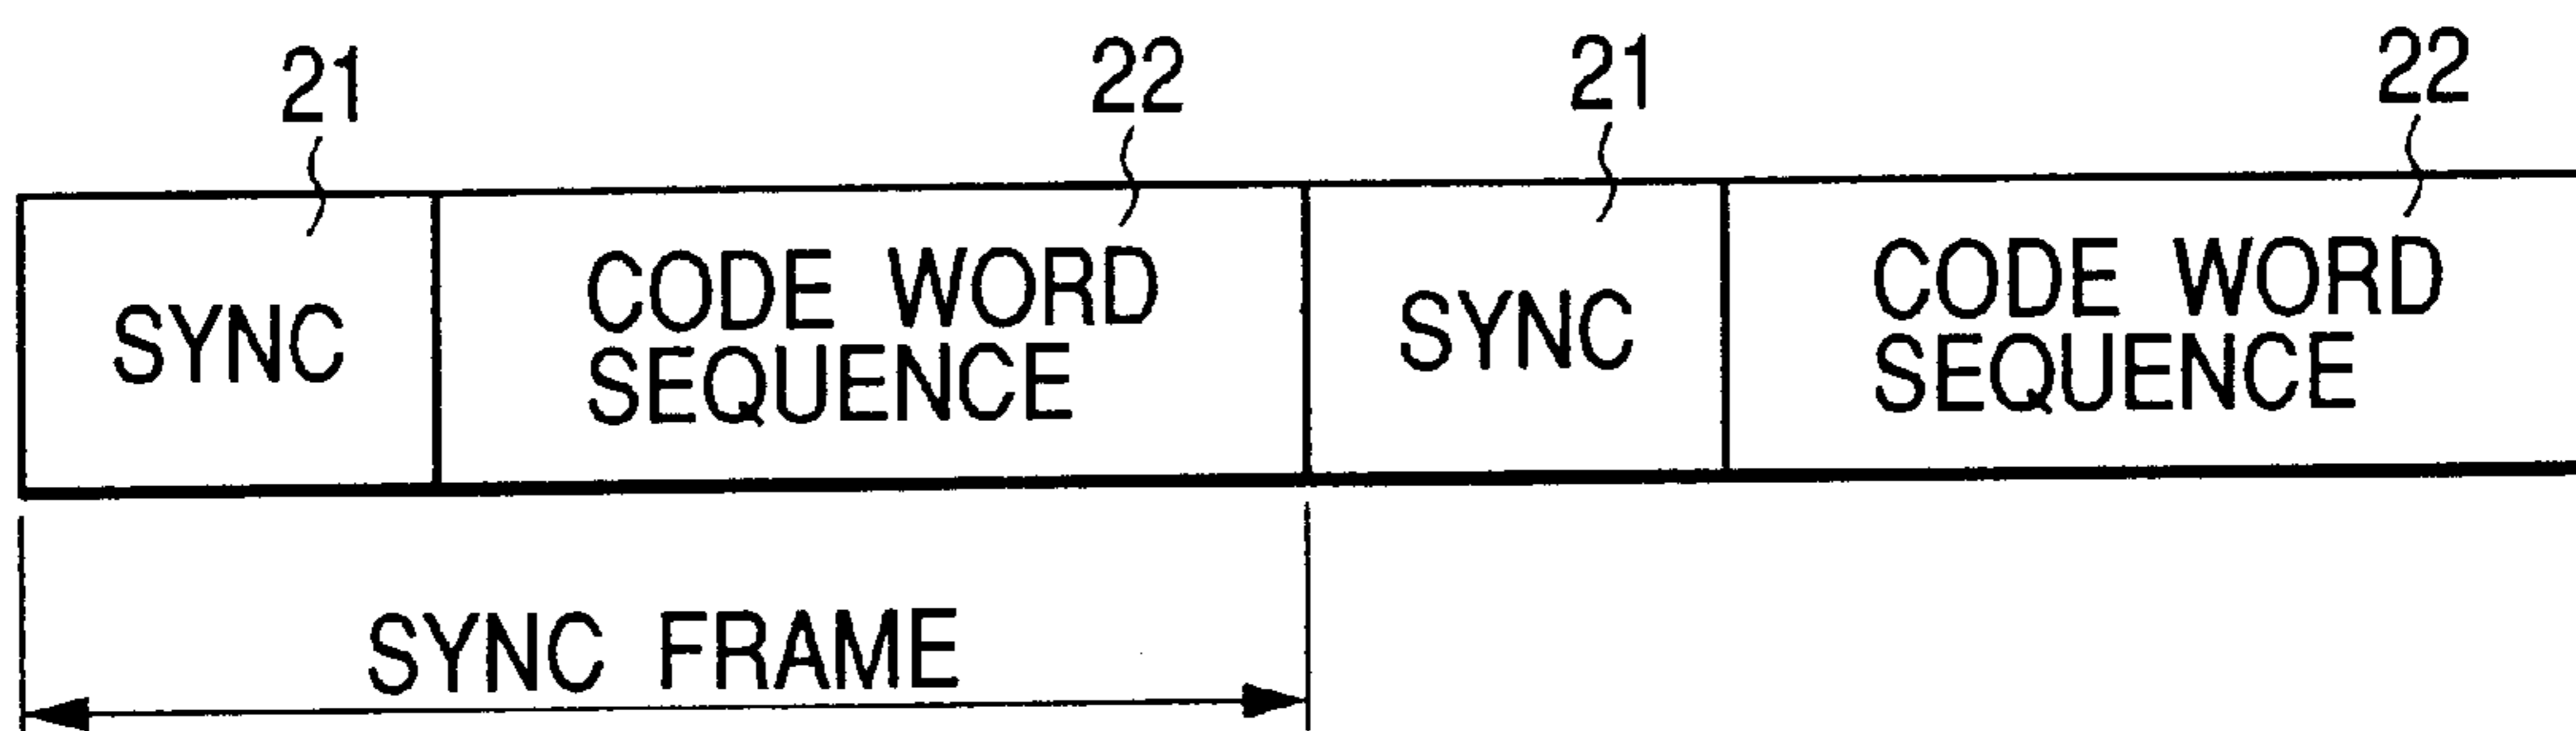 21 22 21 22
SYNC CODE WORD SEQUENCE SYNC CODE WORD SEQUENCE
SYNC FRAME